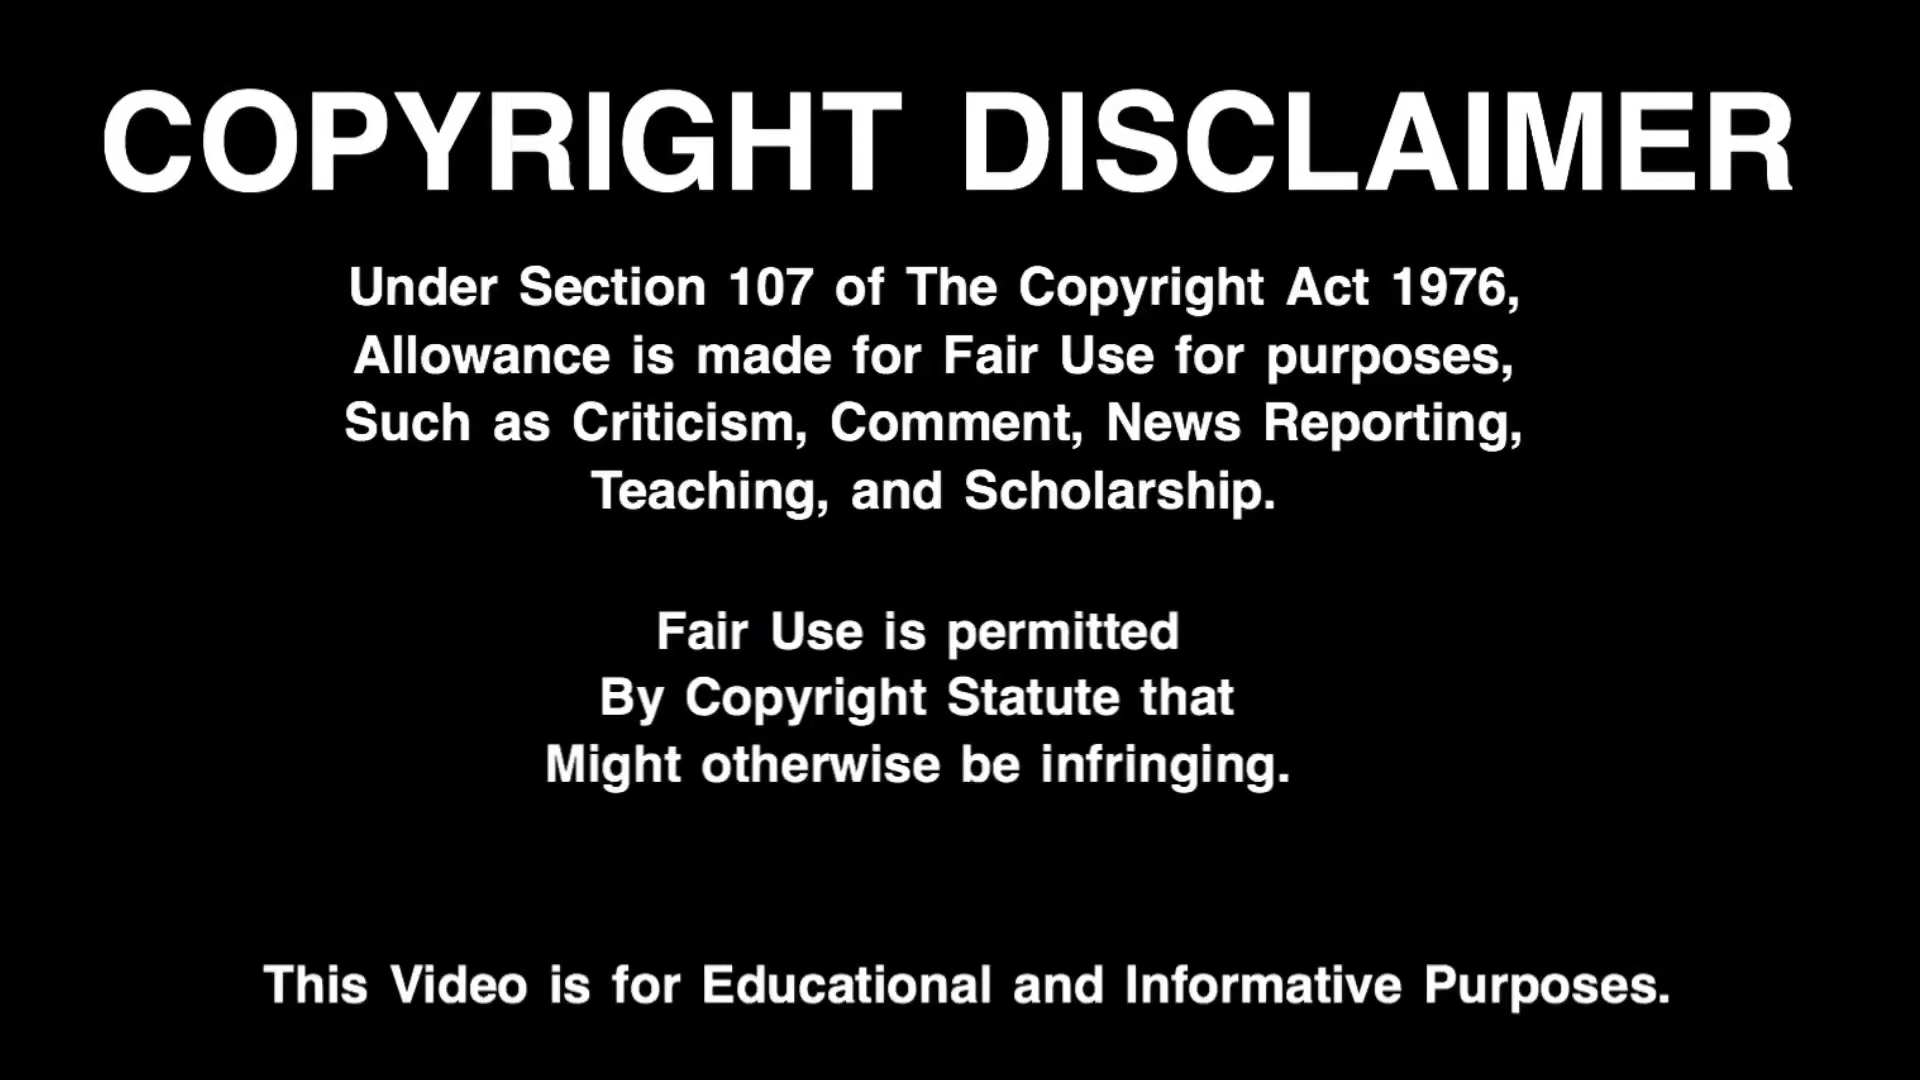 COPYRIGHT DISCLAIMER
Under Section 107 of The Copyright Act 1976,
Allowance is made for Fair Use for purposes,
Such as Criticism, Comment, News Reporting,
Teaching, and Scholarship.
Fair Use is permitted
By Copyright Statute that
Might otherwise be infringing.
This Video is for Educational and Informative Purposes.